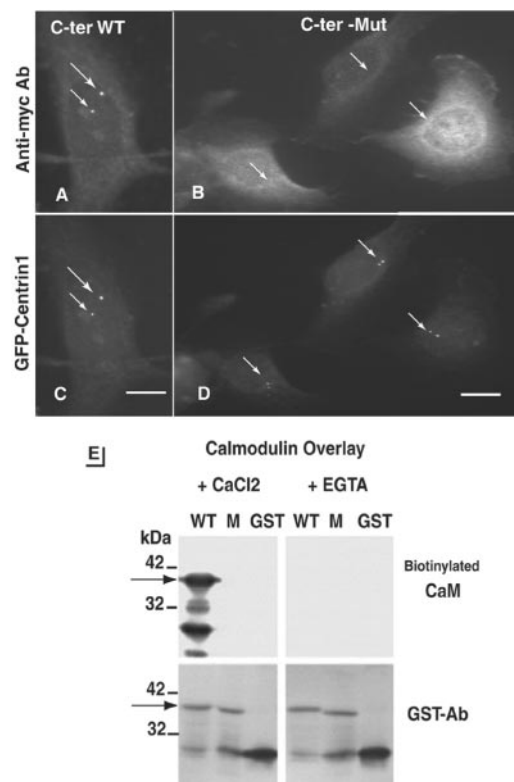 C-ter WT C-ter -Mut
Anti-myc Ab
A B
GFP-Centrin1
C D
E
Calmodulin Overlay
+ CaCl2 + EGTA
WT M GST WT M GST
kDa
42
32
Biotinylated
CaM
42
32
GST-Ab